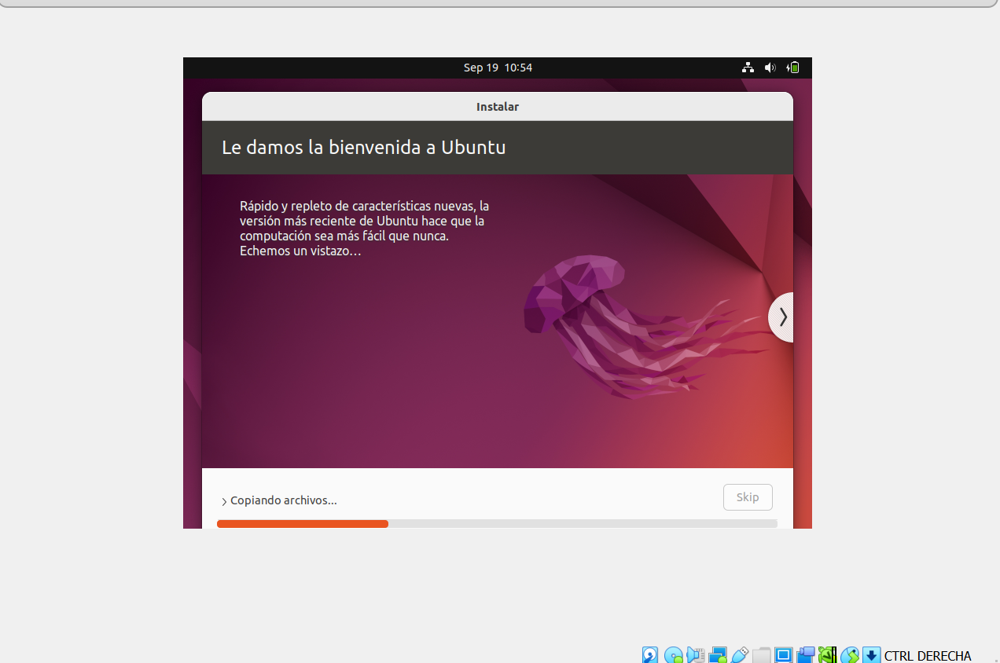 Sep 19 10:54
Instalar
Le damos la bienvenida a Ubuntu
Rápido y repleto de características nuevas, la
versión más reciente de Ubuntu hace que la
computación sea más fácil que nunca.
Echemos un vistazo…
Copiando archivos...
Skip
CTRL DERECHA